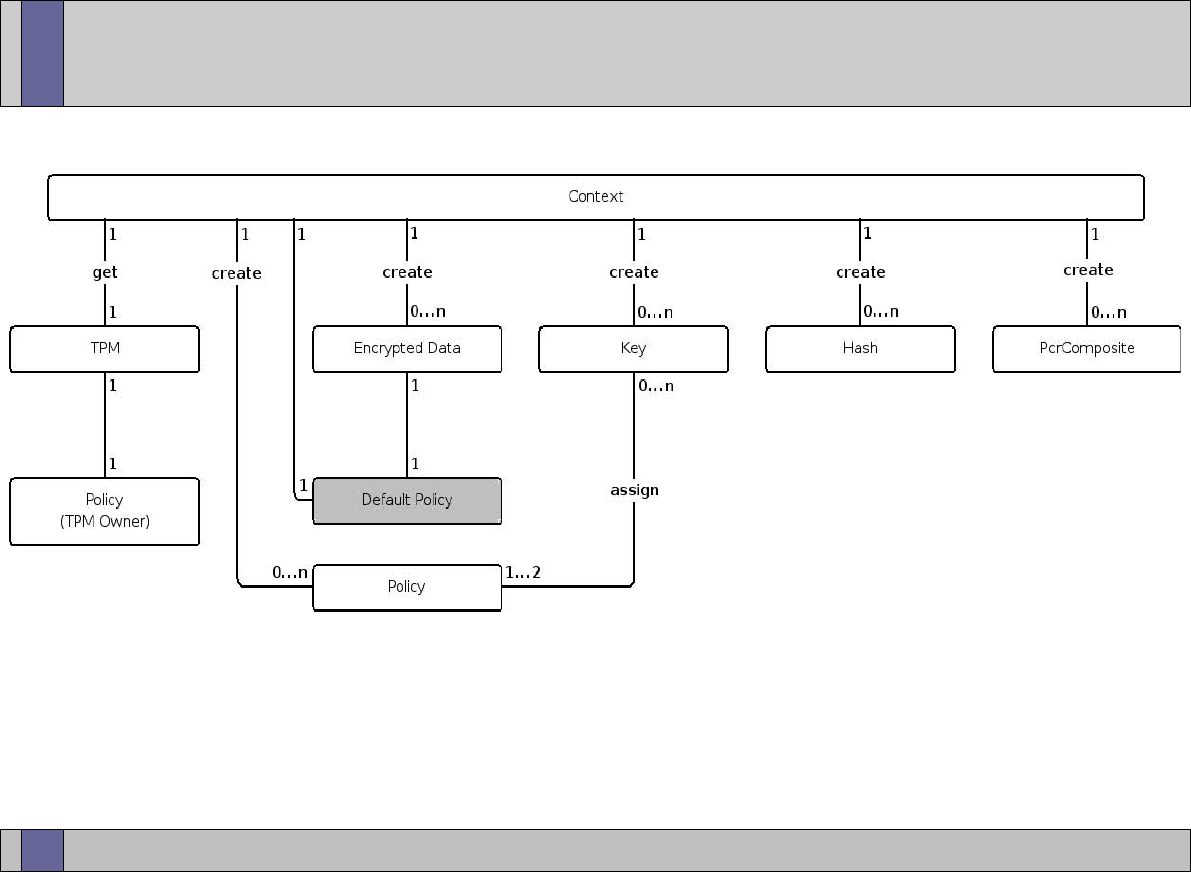 Context
1 1 1 1 1 1 1
get create create create create create
1 0...n 0...n 0...n 0...n
TPM Encrypted Data Key Hash PcrComposite
1 1 0...n
1 1
1 assign
Policy Default Policy
(TPM Owner)
0...n 1...2
Policy